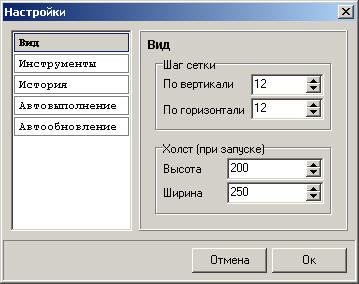 Настройки
Вид
Инструменты
История
Автовыполнение
Автообновление
Вид
Шаг сетки
По вертикали 12
По горизонтали 12
Холст (при запуске)
Высота 200
Ширина 250
Отмена Ок